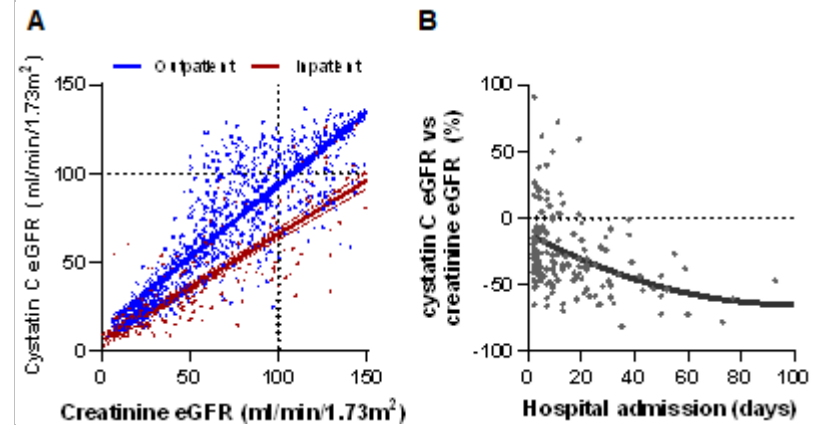 A
Outpatient Inpatient
Cystatin C eGFR (ml/min/1.73m²)
150
100
50
0
0 50 100 150
Creatinine eGFR (ml/min/1.73m²)
B
cystatin C eGFR vs
creatinine eGFR (%)
100
50
0
-50
-100
0 20 40 60 80 100
Hospital admission (days)